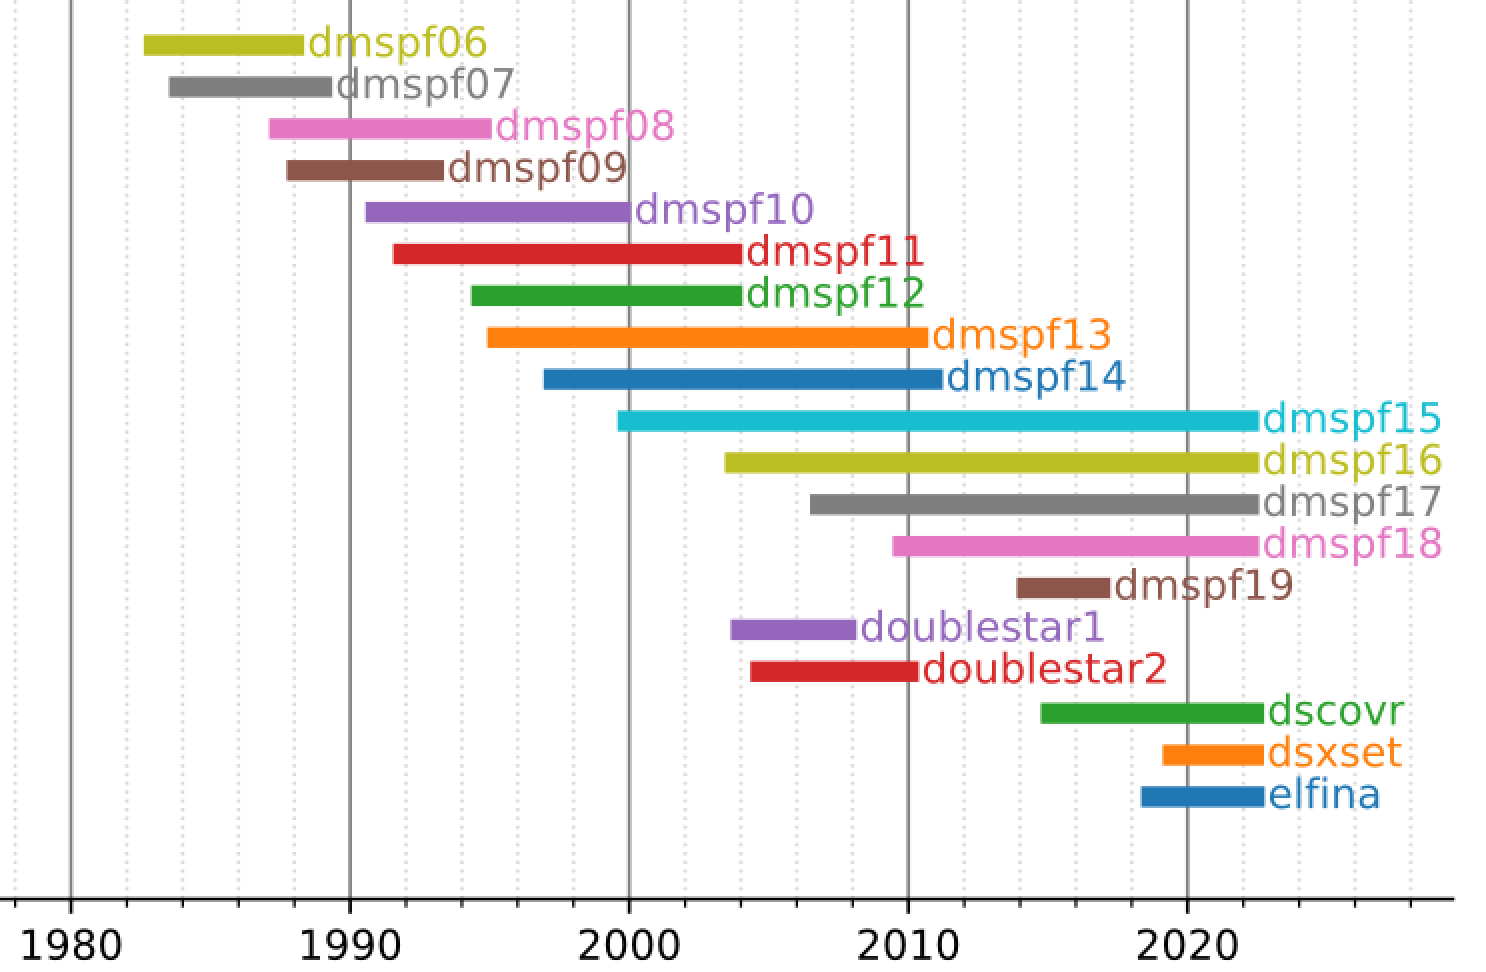 dmspf06
dmspf07
dmspf08
dmspf09
dmspf10
dmspf11
dmspf12
dmspf13
dmspf14
dmspf15
dmspf16
dmspf17
dmspf18
dmspf19
doublestar1
doublestar2
dscovr
dsxset
elfina
1980 1990 2000 2010 2020